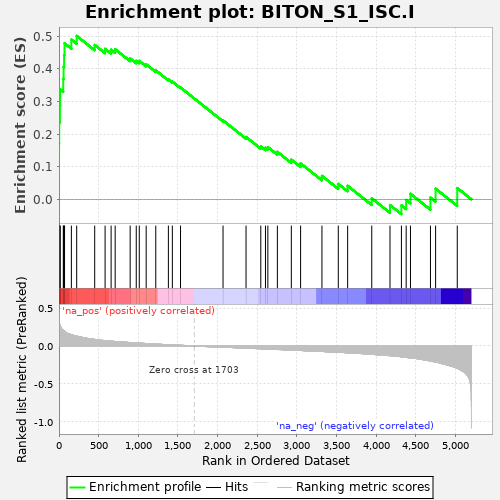 Enrichment plot: BITON_S1_ISC.I
Enrichment score (ES)
0.5
0.4
0.3
0.2
0.1
0.0
'na_pos' (positively correlated)
Ranked list metric (PreRanked)
0.5
0.0
-0.5
-1.0
Zero cross at 1703
'na_neg' (negatively correlated)
0
500
1,000
1,500
2,000
2,500
3,000
3,500
4,000
4,500
5,000
Rank in Ordered Dataset
Enrichment profile
Hits
Ranking metric scores